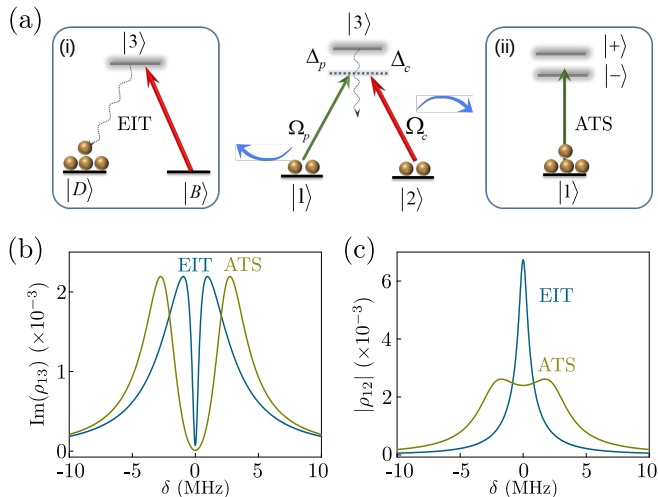 (a)
(i)
|3⟩
EIT
|D⟩
|B⟩
|3⟩
Δp
Δc
Ωp
Ωc
|1⟩
|2⟩
(ii)
|+⟩
|−⟩
ATS
|1⟩
(b)
EIT
ATS
Im(ρ13) (×10−3)
2
1
0
-10
-5
0
5
10
δ (MHz)
(c)
EIT
ATS
|ρ12| (×10−3)
6
4
2
0
-10
-5
0
5
10
δ (MHz)